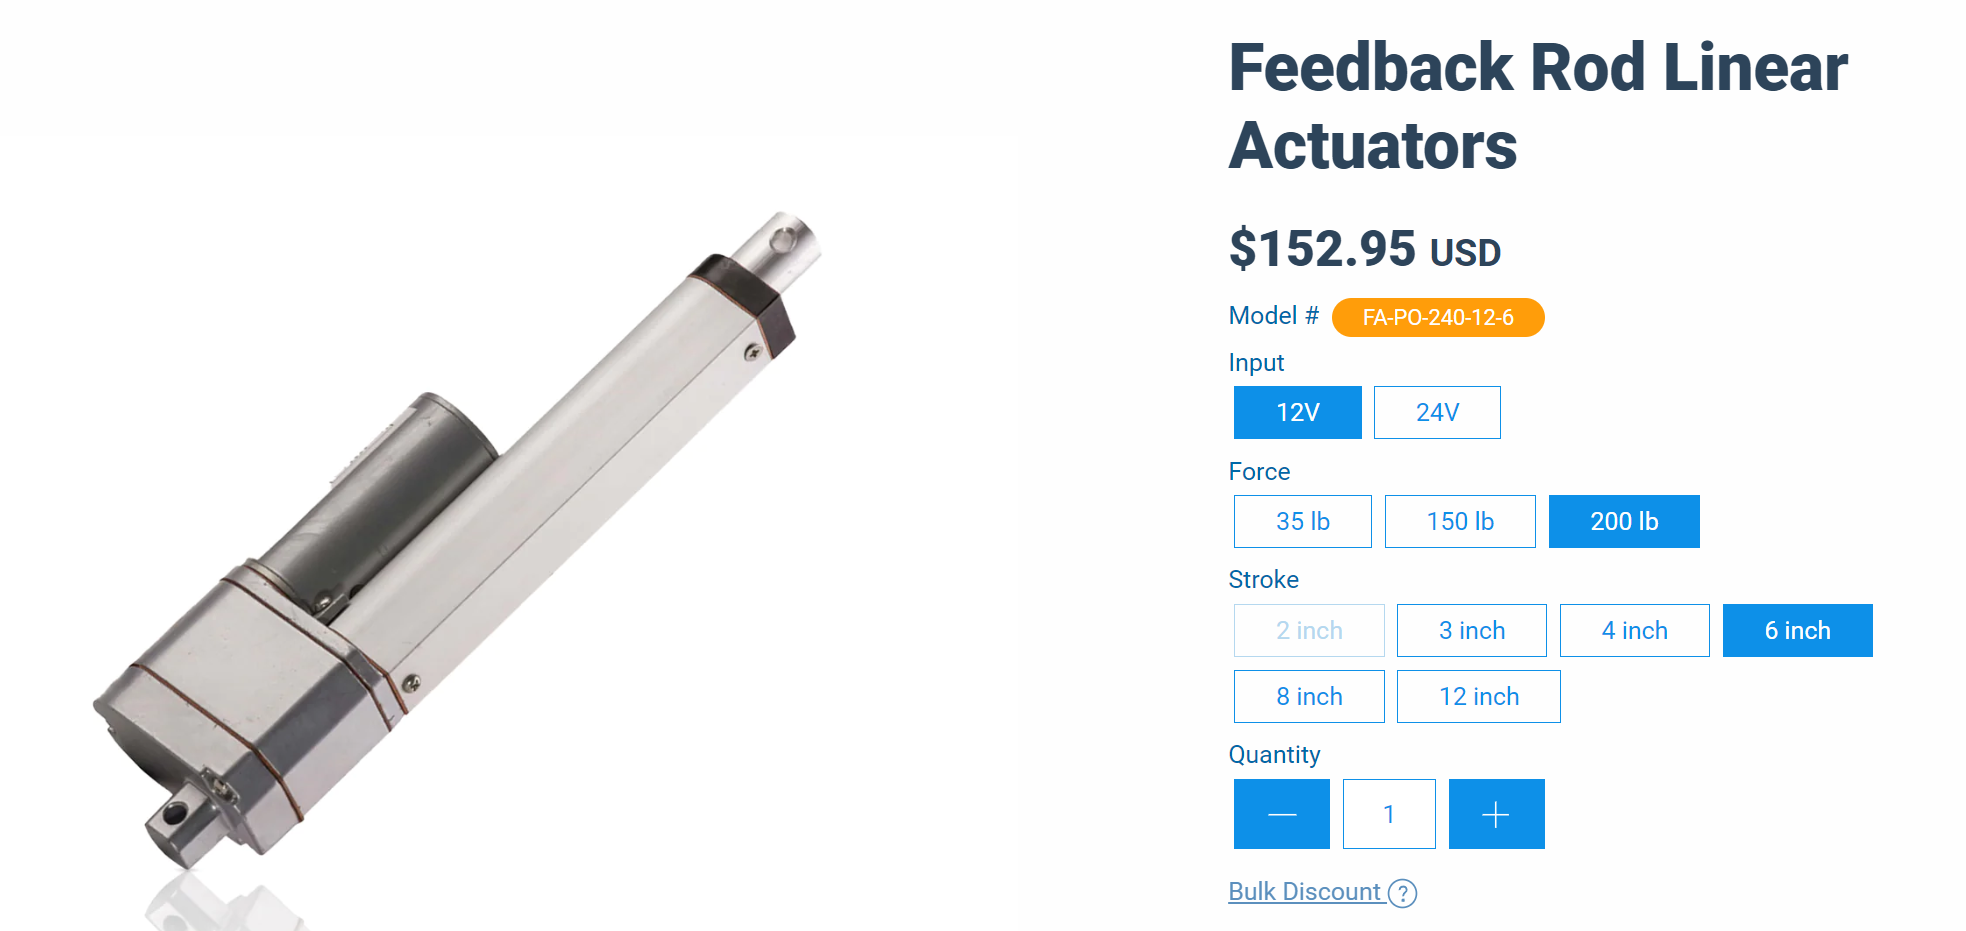 Feedback Rod Linear
Actuators
$152.95 USD
Model # FA-PO-240-12-6
Input
12V 24V
Force
35 lb 150 lb 200 lb
Stroke
2 inch 3 inch 4 inch 6 inch
8 inch 12 inch
Quantity
— 1 +
Bulk Discount ?